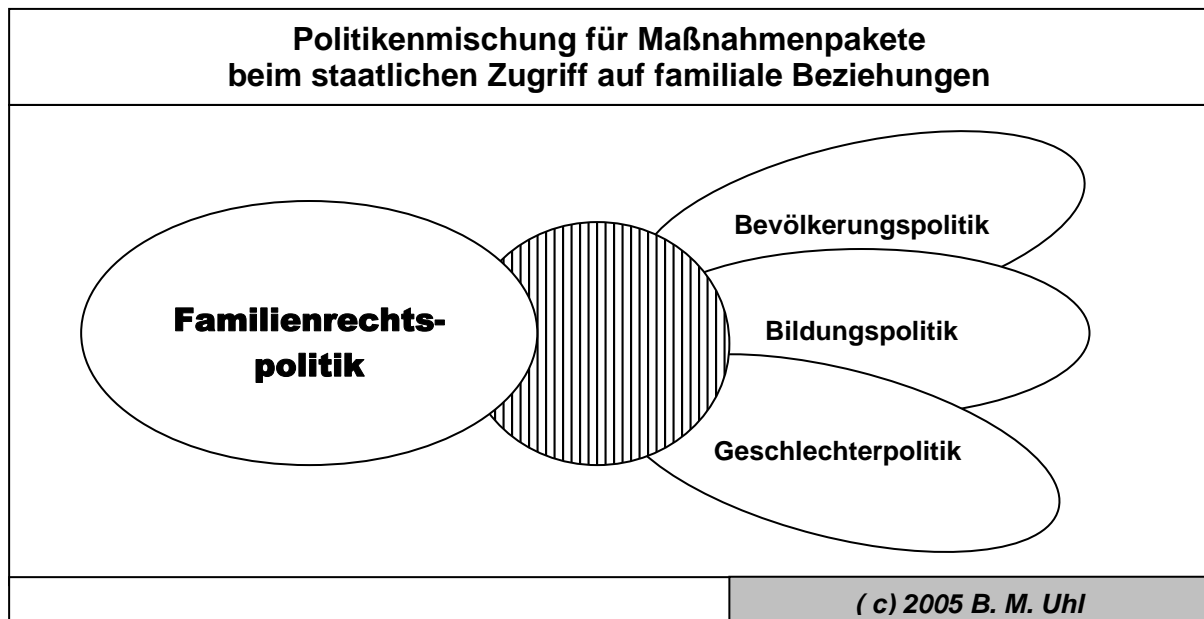 Politikenmischung für Maßnahmenpakete
beim staatlichen Zugriff auf familiale Beziehungen
Bevölkerungspolitik
Familienrechts-
politik
Bildungspolitik
Geschlechterpolitik
( c) 2005 B. M. Uhl